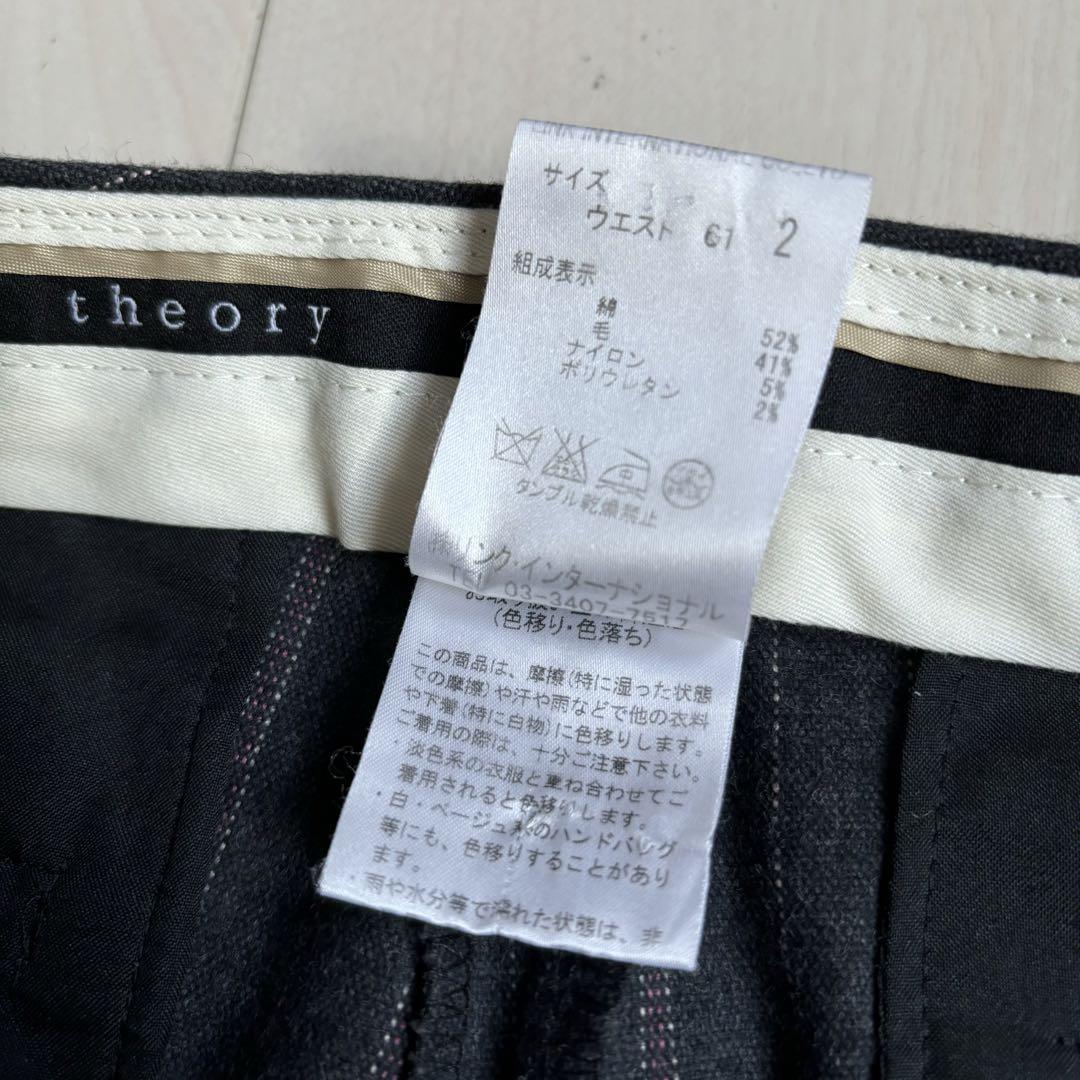 theory
LINK INTERNATIONAL CO.,LTD
サイズ
ウエスト 61 2
組成表示
綿 52%
毛 41%
ナイロン 5%
ポリウレタン 2%
タンブル乾燥禁止
(株)リンク・インターナショナル
TEL 03-3407-7517
(色移り・色落ち)
この商品は、摩擦(特に湿った状態
での摩擦)や汗や雨などで他の衣料
や下着(特に白物)に色移りします。
ご着用の際は、十分ご注意下さい。
・淡色系の衣服と重ね合わせてご
着用されると色移りします。
・白・ベージュ系のハンドバッグ
等にも、色移りすることがあり
ます。
・雨や水分等で濡れた状態は、非